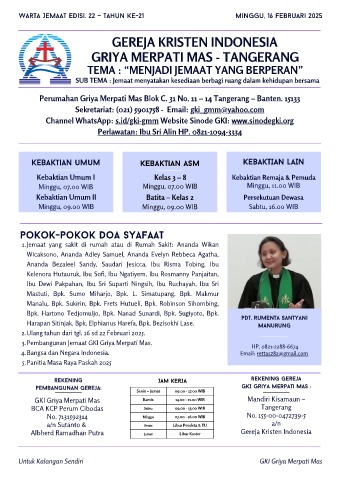 WARTA JEMAAT EDISI. 22 – TAHUN KE-21
MINGGU, 16 FEBRUARI 2025
GEREJA KRISTEN INDONESIA
GRIYA MERPATI MAS - TANGERANG
TEMA : “MENJADI JEMAAT YANG BERPERAN”
SUB TEMA : Jemaat menyatakan kesediaan berbagi ruang dalam kehidupan bersama
Perumahan Griya Merpati Mas Blok C. 31 No. 11 – 14 Tangerang – Banten. 15133
Sekretariat: (021) 5901758 - Email: gki_gmm@yahoo.com
Channel WhatsApp: s.id/gki-gmm Website Sinode GKI: www.sinodegki.org
Perlawatan: Ibu Sri Alin HP. 0821-1094-3334
KEBAKTIAN UMUM
Kebaktian Umum I
Minggu, 07.00 WIB
Kebaktian Umum II
Minggu, 09.00 WIB
KEBAKTIAN ASM
Kelas 3 – 8
Minggu, 07.00 WIB
Batita – Kelas 2
Minggu, 09.00 WIB
KEBAKTIAN LAIN
Kebaktian Remaja & Pemuda
Minggu, 11.00 WIB
Persekutuan Dewasa
Sabtu, 16.00 WIB
POKOK-POKOK DOA SYAFAAT
1.Jemaat yang sakit di rumah atau di Rumah Sakit: Ananda Wikan
Wicaksono, Ananda Adley Samuel, Ananda Evelyn Rebbeca Agatha,
Ananda Bezaleel Sandy, Saudari Jesicca, Ibu Risma Tobing, Ibu
Kelenora Hutauruk, Ibu Sofi, Ibu Ngatiyem, Ibu Rosmanny Panjaitan,
Ibu Dewi Pakpahan, Ibu Sri Suparti Ningsih, Ibu Ruchayah, Ibu Sri
Mastuti, Bpk. Sumo Miharjo, Bpk. L. Simatupang, Bpk. Makmur
Manalu, Bpk. Sukirin, Bpk. Frets Hutueli, Bpk. Robinson Sihombing,
Bpk. Hartono Tedjomuljo, Bpk. Nanad Sunardi, Bpk. Sugiyoto, Bpk.
Harapan Sitinjak, Bpk. Elphianus Harefa, Bpk. Bezisokhi Lase.
2.Ulang tahun dari tgl. 16 sd 22 Februari 2025.
3.Pembangunan Jemaat GKI Griya Merpati Mas.
4.Bangsa dan Negara Indonesia.
5.Panitia Masa Raya Paskah 2025
PDT. RUMENTA SANTYANI
MANURUNG
HP. 0821-2288-6674
REKENING
PEMBANGUNAN GEREJA:
GKI Griya Merpati Mas
BCA KCP Perum Cibodas
No. 7131592314
a/n Sutanto &
Albherd Ramadhan Putra
JAM KERJA
Senin – Jumat
Kamis
Sabtu
Minggu
Senin
Libur Pendeta & TU
Jumat
Libur Kostor
REKENING GEREJA
GKI GRIYA MERPATI MAS :
Mandiri Kisamaun –
Tangerang
No. 155-00-0472739-5
a/n
Gereja Kristen Indonesia
Untuk Kalangan Sendiri
GKI Griya Merpati Mas